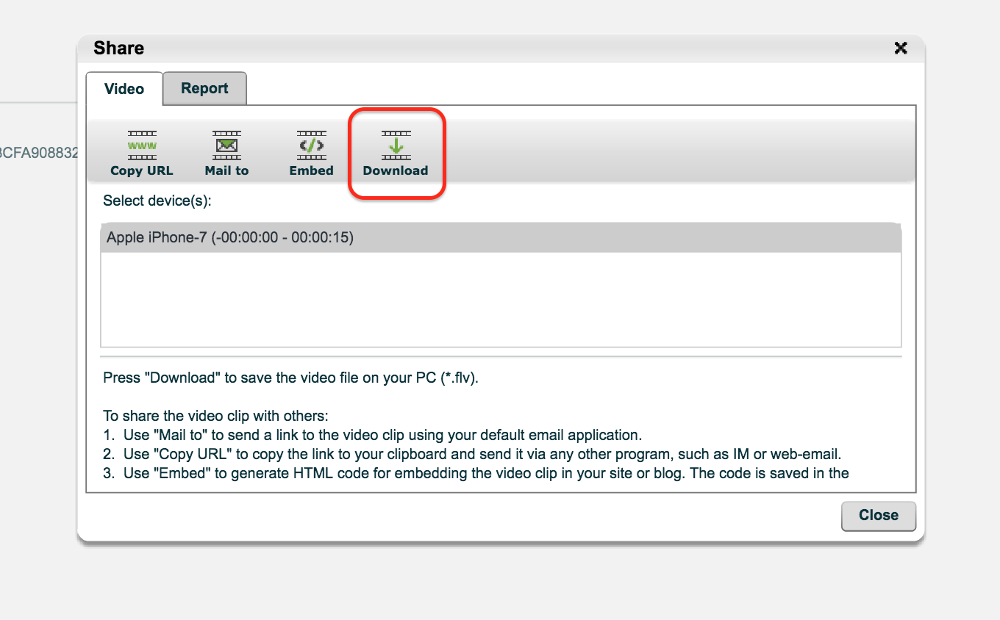 Share
Video Report
8CFA908832
www
Copy URL Mail to Embed Download
Select device(s):
Apple iPhone-7 (-00:00:00 - 00:00:15)
Press "Download" to save the video file on your PC (*.flv).
To share the video clip with others:
1. Use "Mail to" to send a link to the video clip using your default email application.
2. Use "Copy URL" to copy the link to your clipboard and send it via any other program, such as IM or web-email.
3. Use "Embed" to generate HTML code for embedding the video clip in your site or blog. The code is saved in the
Close